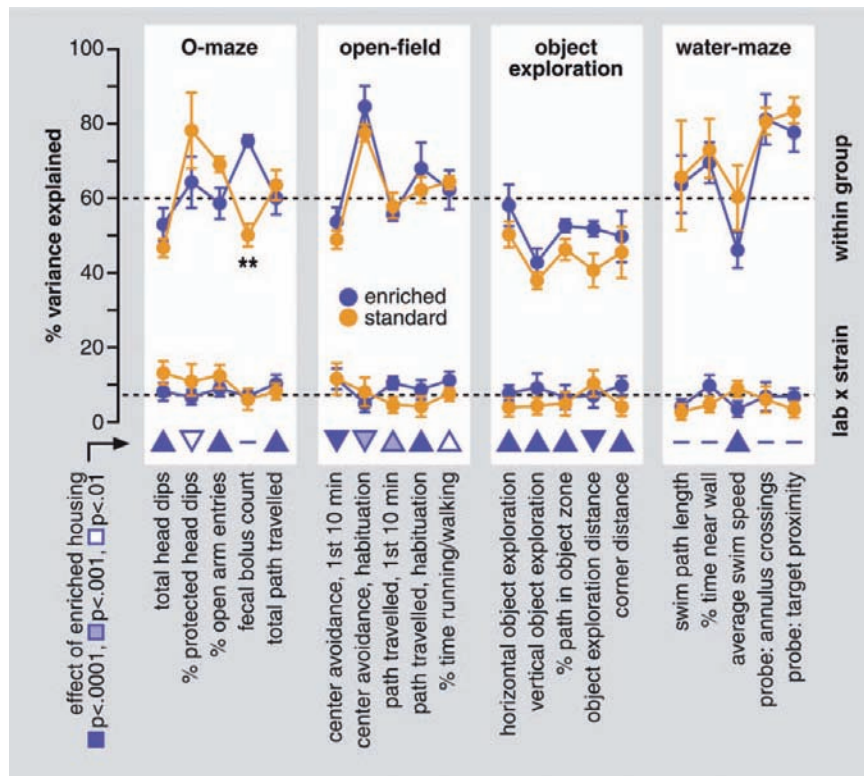 O-maze
open-field
object
exploration
water-maze
100
80
60
40
20
0
% variance explained
within group
lab x strain
**
enriched
standard
effect of enriched housing
p<.0001, p<.001, p<.01
total head dips
% protected head dips
% open arm entries
fecal bolus count
total path travelled
center avoidance, 1st 10 min
center avoidance, habituation
path travelled, 1st 10 min
path travelled, habituation
% time running/walking
horizontal object exploration
vertical object exploration
% path in object zone
object exploration distance
corner distance
swim path length
% time near wall
average swim speed
probe: annulus crossings
probe: target proximity